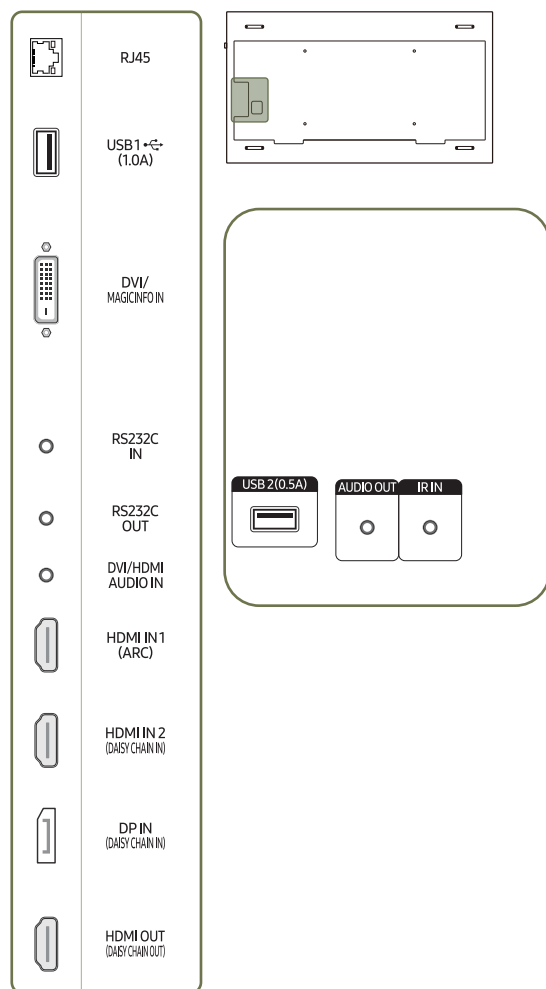 RJ45
USB1
(1.0A)
DVI/
MAGICINFO IN
RS232C
IN
RS232C
OUT
DVI/HDMI
AUDIO IN
HDMI IN 1
(ARC)
HDMI IN 2
(DAISY CHAIN IN)
DP IN
(DAISY CHAIN IN)
HDMI OUT
(DAISY CHAIN OUT)
USB 2(0.5A)
AUDIO OUT
IR IN